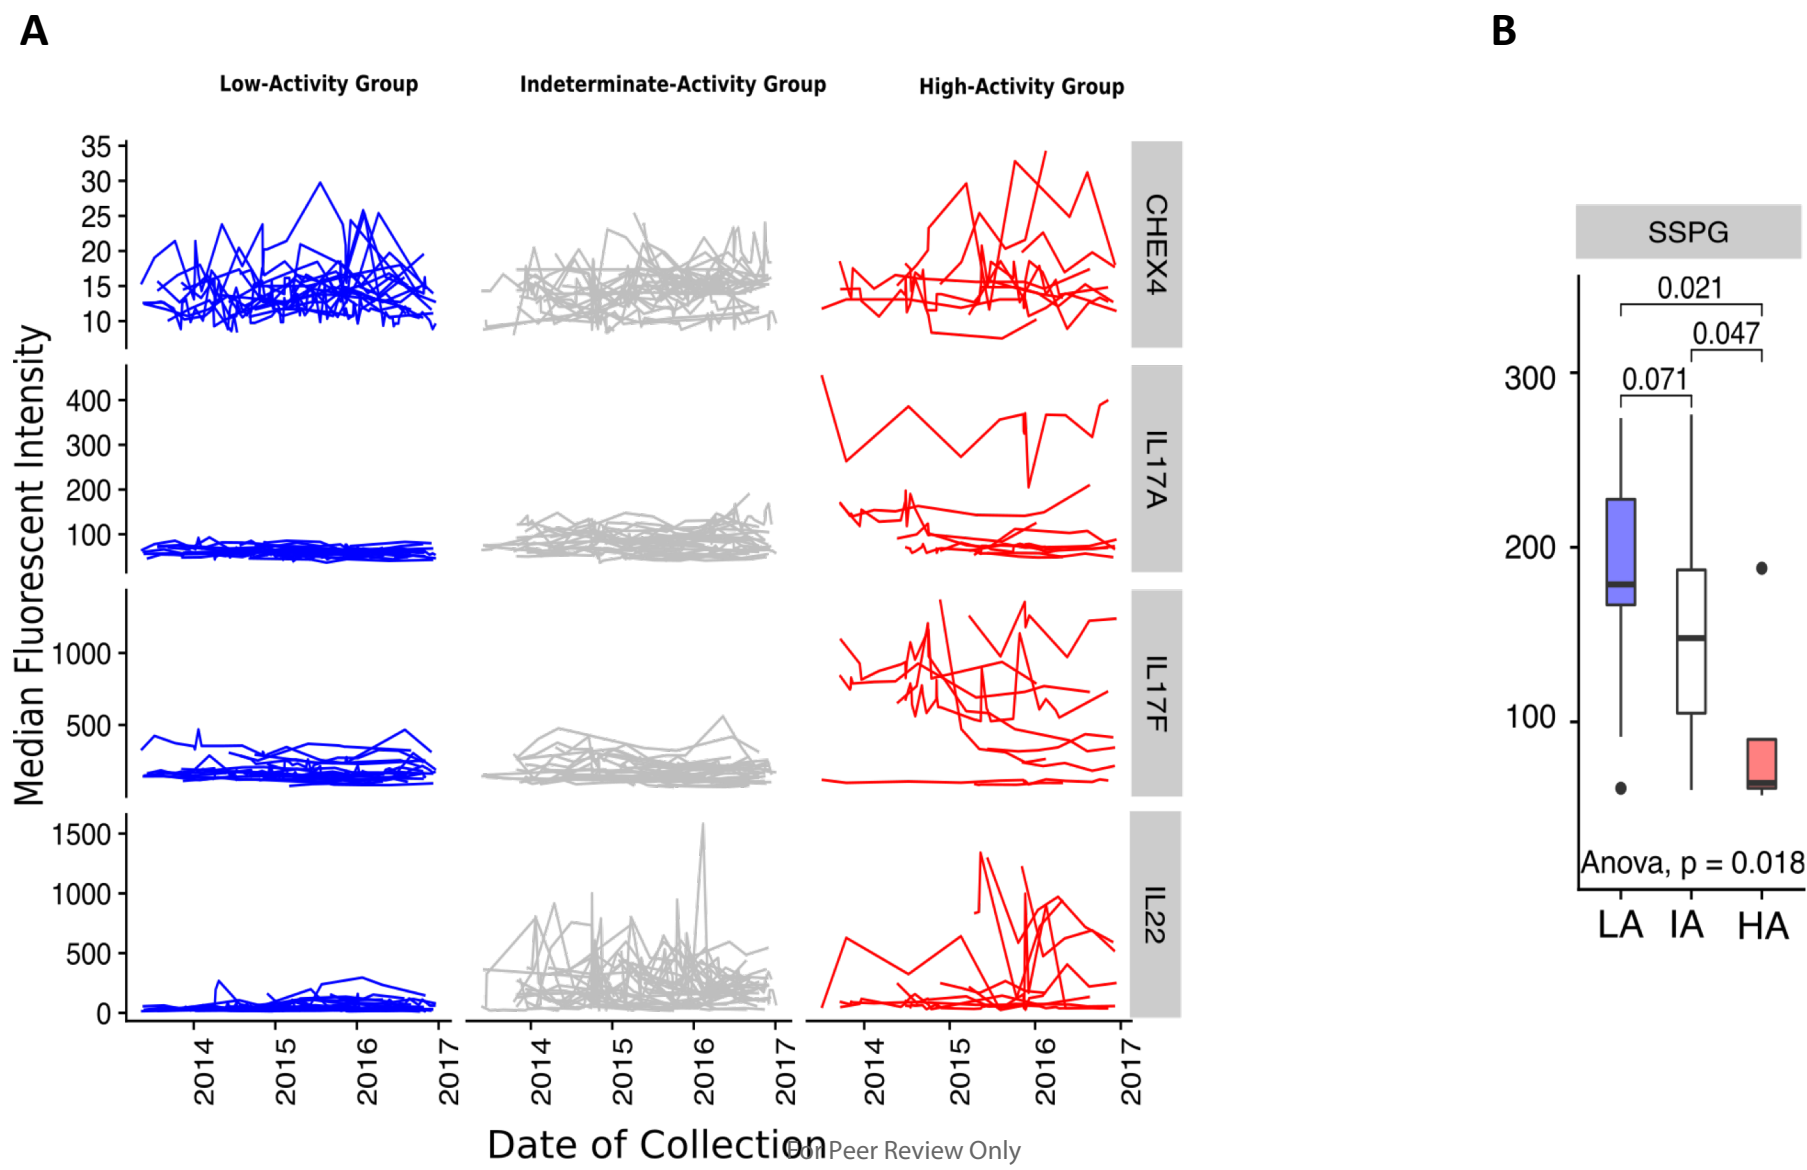 A
B
Low-Activity Group
Indeterminate-Activity Group
High-Activity Group
Median Fluorescent Intensity
35
30
25
20
15
10
CHEX4
400
300
200
100
IL17A
1000
500
IL17F
1500
1000
500
0
IL22
2014
2015
2016
2017
2014
2015
2016
2017
2014
2015
2016
2017
Date of Collection
For Peer Review Only
SSPG
0.021
0.047
0.071
300
200
100
Anova, p = 0.018
LA
IA
HA